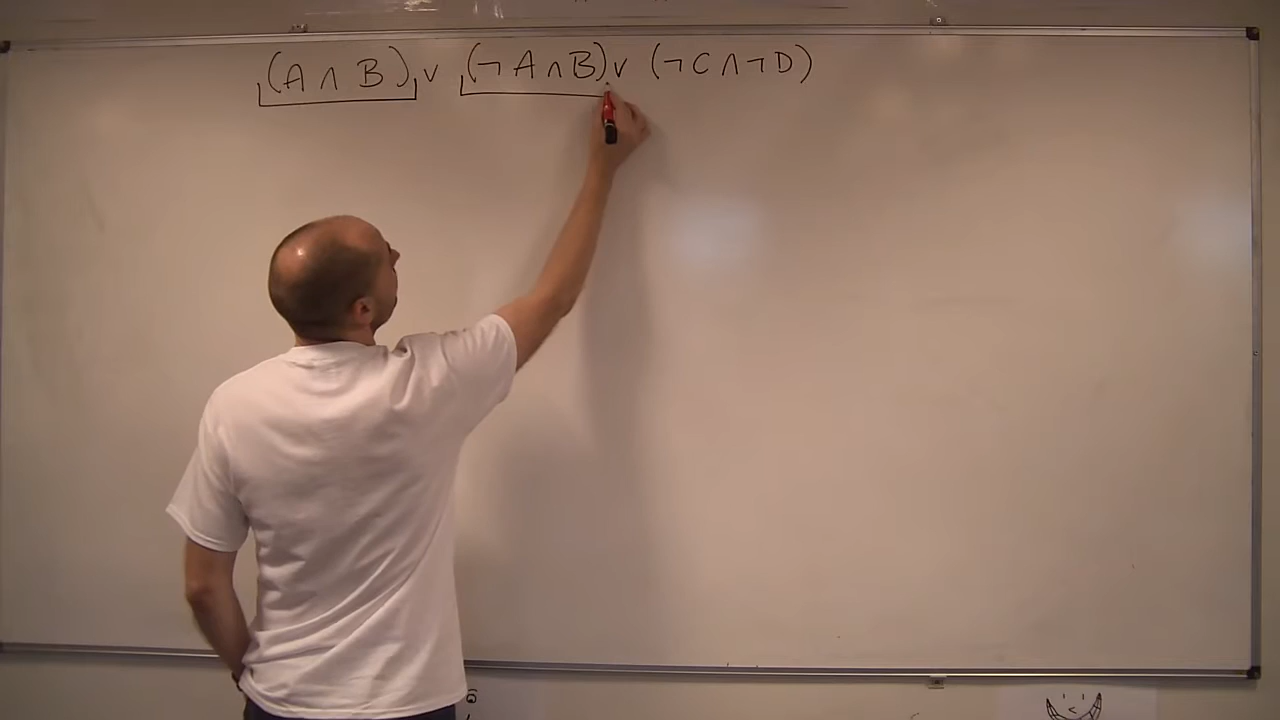 (A ∧ B) ∨ (¬ A ∧ B) ∨ (¬ C ∧ ¬ D)